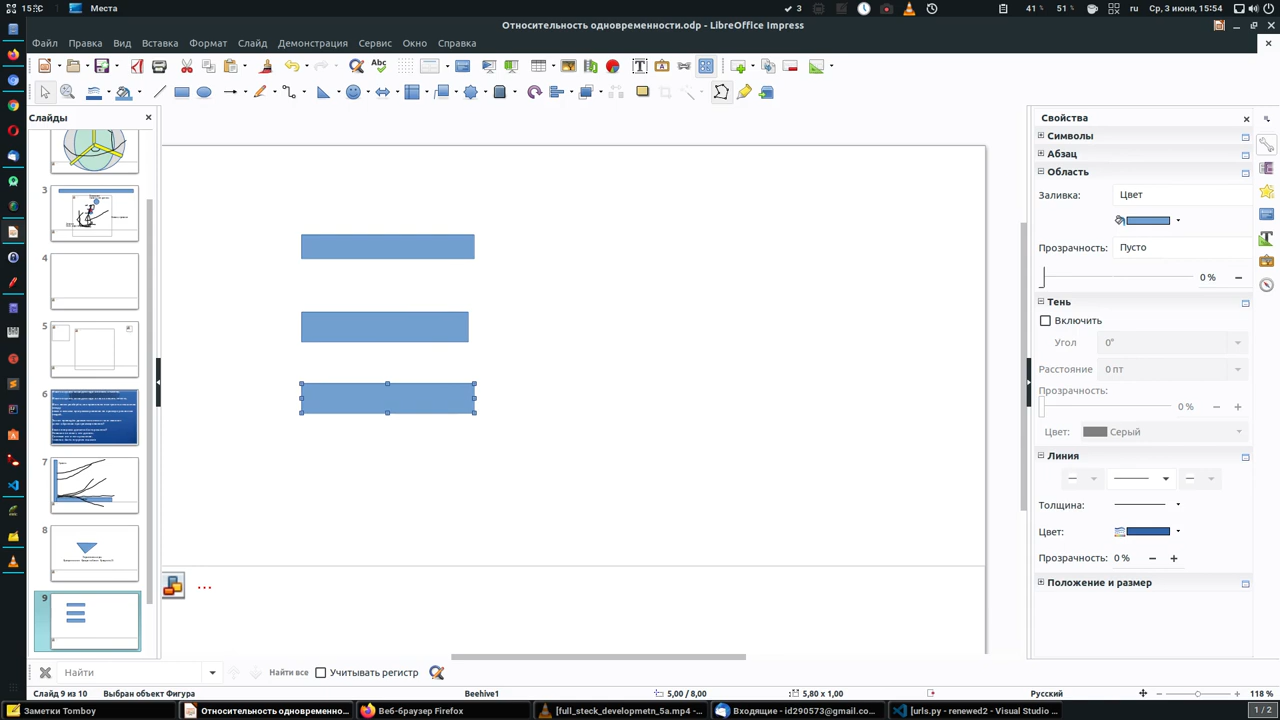 15 C
Места
3
41 %
51 %
ru
Ср, 3 июнь, 15:54
Относительность одновременности.odp - LibreOffice Impress
Файл Правка Вид Вставка Формат Слайд Демонстрация Сервис Окно Справка
Abc
Слайды
3
4
5
6
7
8
9
Свойства
Символы
Абзац
Область
Заливка: Цвет
Прозрачность: Пусто
0 %
Тень
Включить
Угол 0°
Расстояние 0 пт
Прозрачность:
0 %
Цвет: Серый
Линия
Толщина:
Цвет:
Прозрачность: 0 %
Положение и размер
...
Найти
Найти все
Учитывать регистр
Слайд 9 из 10
Выбран объект Фигура
Beehive1
5,00 / 8,00
5,80 x 1,00
Русский
118 %
Заметки Tomboy
Относительность одновременно...
Веб-браузер Firefox
[full_steck_developmetn_5a.mp4 - ...
Входящие - id290573@gmail.co...
[urls.py - renewed2 - Visual Studio ...
1 / 2